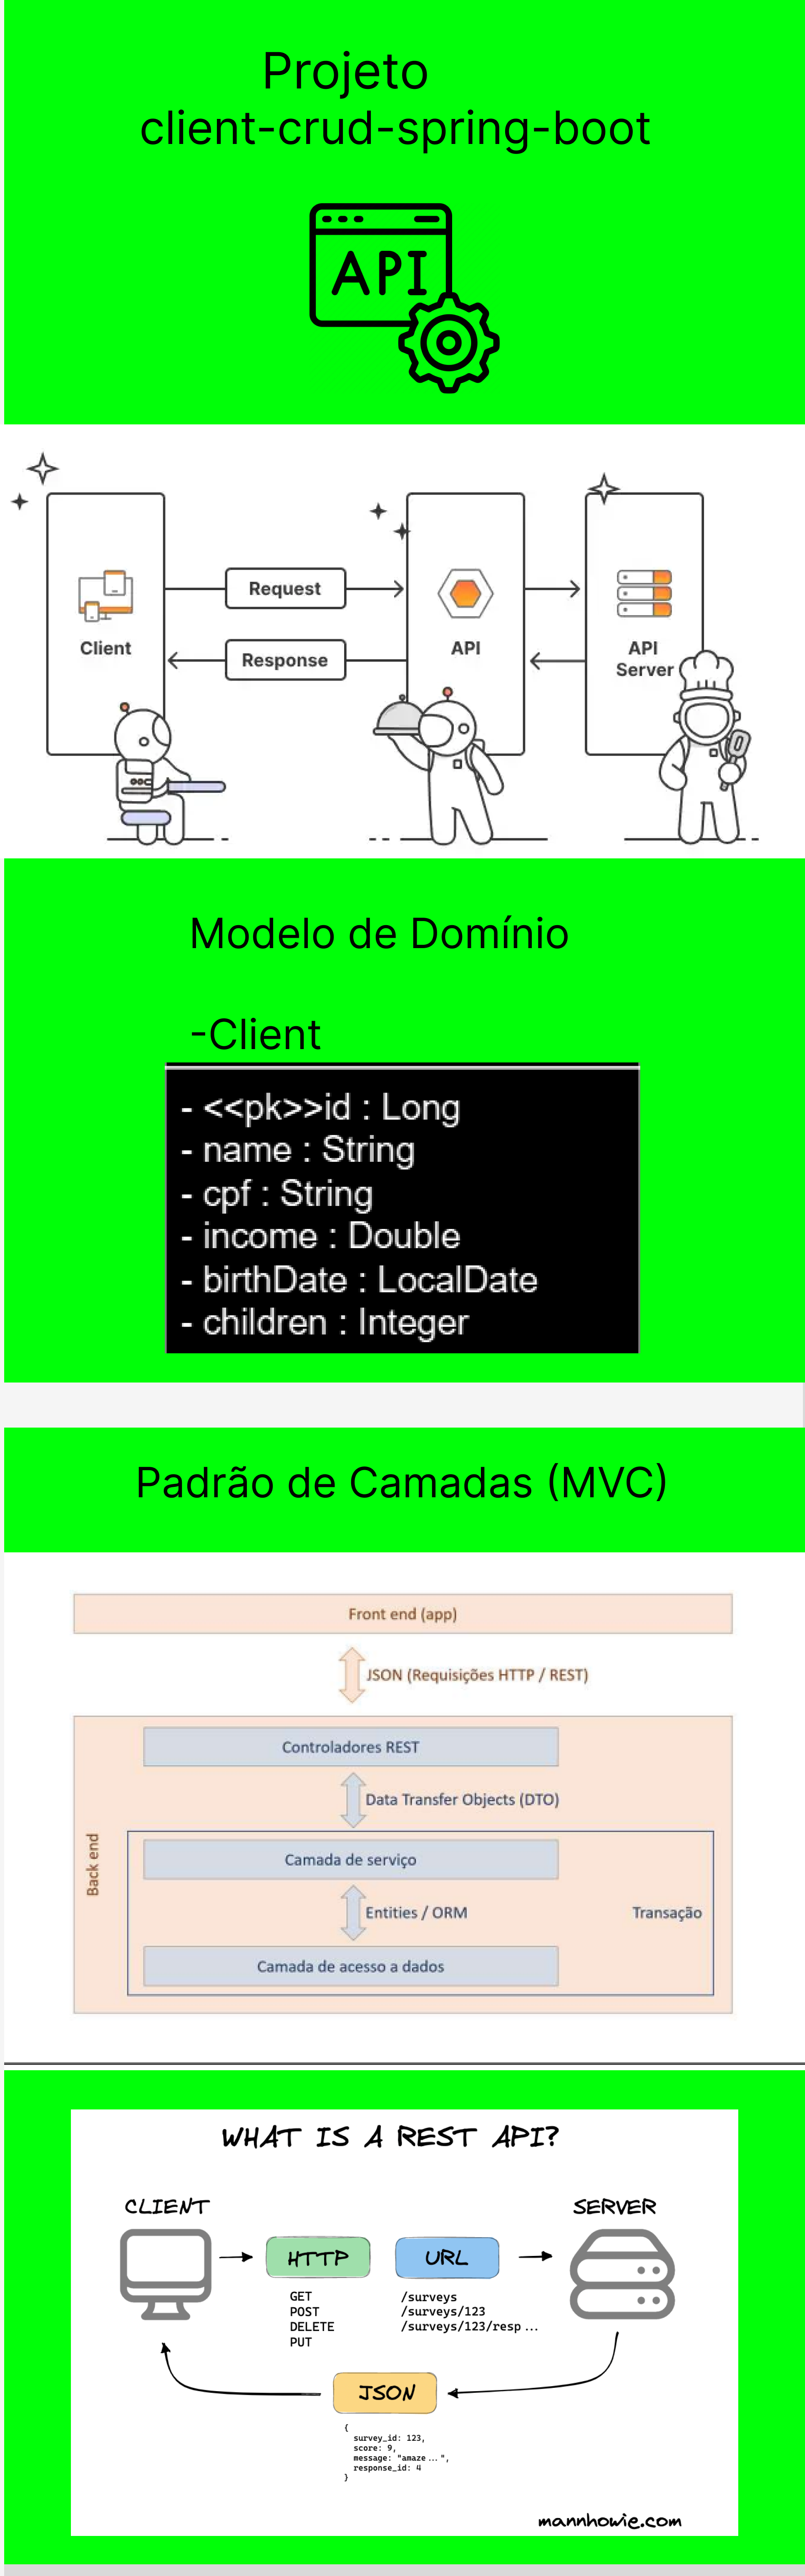 Projeto
client-crud-spring-boot
API
Request
Client
API
API
Server
Response
Modelo de Domínio
-Client
- <<pk>>id : Long
- name : String
- cpf : String
- income : Double
- birthDate : LocalDate
- children : Integer
Padrão de Camadas (MVC)
Front end (app)
JSON (Requisições HTTP / REST)
Controladores REST
Data Transfer Objects (DTO)
Back end
Camada de serviço
Entities / ORM
Transação
Camada de acesso a dados
WHAT IS A REST API?
CLIENT
SERVER
HTTP
URL
GET
POST
DELETE
PUT
/surveys
/surveys/123
/surveys/123/resp...
JSON
{
survey_id: 123,
score: 9,
message: "amaze...",
response_id: 4
}
mannhowie.com